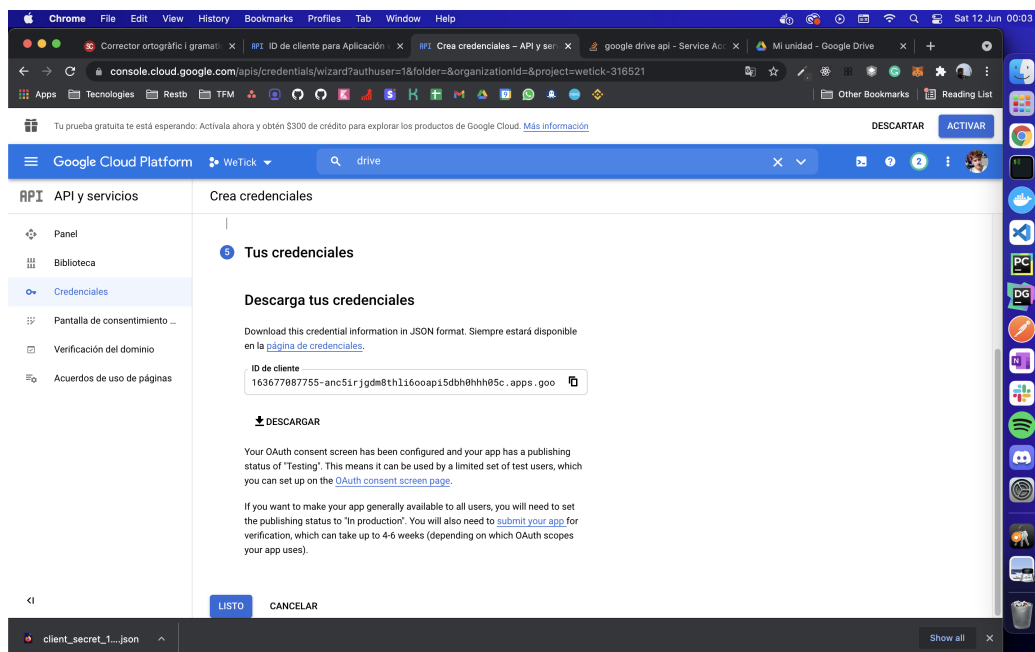 Chrome File Edit View History Bookmarks Profiles Tab Window Help Sat 12 Jun 00:03
Corrector ortogràfic i gramatic
API ID de cliente para Aplicación
API Crea credenciales – API y serv
google drive api - Service Acc
Mi unidad - Google Drive
console.cloud.google.com/apis/credentials/wizard?authuser=1&folder=&organizationId=&project=wetick-316521
Apps Tecnologies Restb TFM Other Bookmarks Reading List
Tu prueba gratuita te está esperando: Actívala ahora y obtén $300 de crédito para explorar los productos de Google Cloud. Más información DESCARTAR ACTIVAR
Google Cloud Platform WeTick drive 2
API API y servicios
Crea credenciales
Panel
Biblioteca
Credenciales
Pantalla de consentimiento ...
Verificación del dominio
Acuerdos de uso de páginas
5 Tus credenciales
Descarga tus credenciales
Download this credential information in JSON format. Siempre estará disponible
en la página de credenciales.
ID de cliente
163677087755-anc5irjgdm8thli6ooapi5dbh0hhh05c.apps.goo
DESCARGAR
Your OAuth consent screen has been configured and your app has a publishing
status of "Testing". This means it can be used by a limited set of test users, which
you can set up on the OAuth consent screen page.
If you want to make your app generally available to all users, you will need to set
the publishing status to "In production". You will also need to submit your app for
verification, which can take up to 4-6 weeks (depending on which OAuth scopes
your app uses).
LISTO CANCELAR
client_secret_1....json
Show all
PC
DG